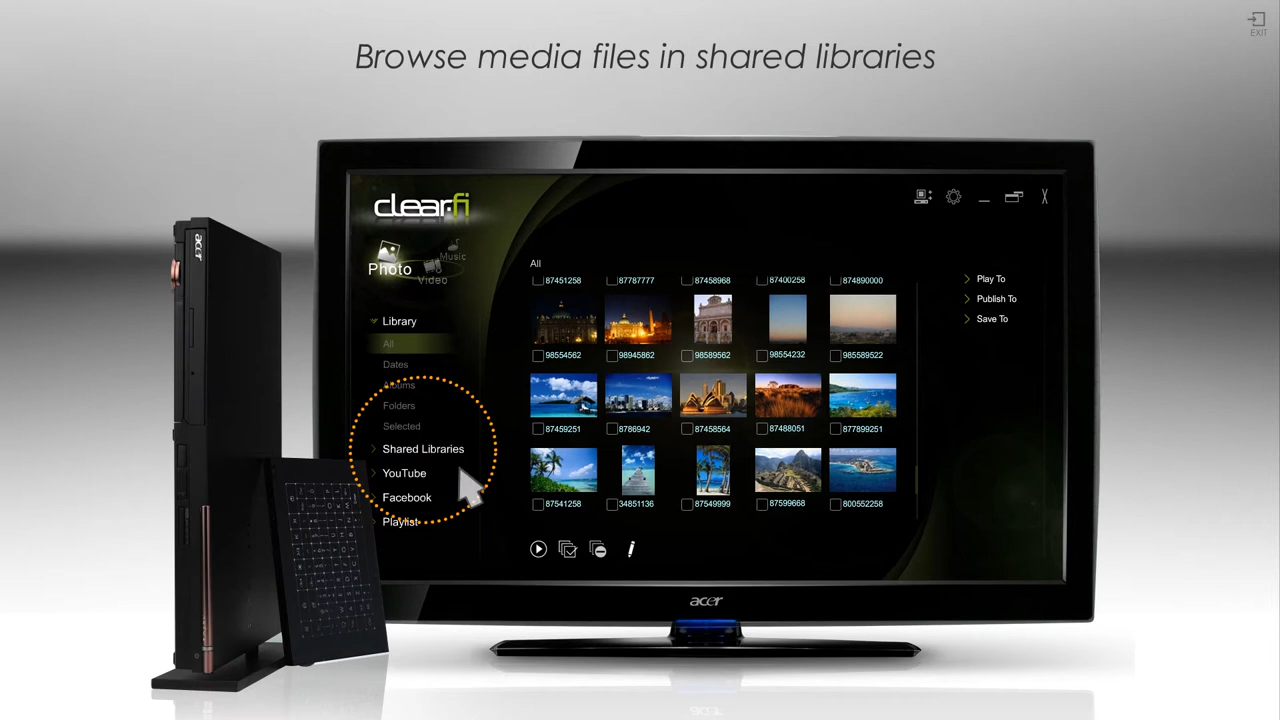 EXIT
Browse media files in shared libraries
clear.fi
Photo
Music
Video
Library
All
Dates
Albums
Folders
Selected
Shared Libraries
YouTube
Facebook
Playlist
All
87451258 87787777 87458968 87400258 874890000
98554562 98945862 98589562 98554232 985589522
87459251 8786942 87458564 87488051 877899251
87541258 34851136 87549999 87599668 800552258
Play To
Publish To
Save To
acer
acer